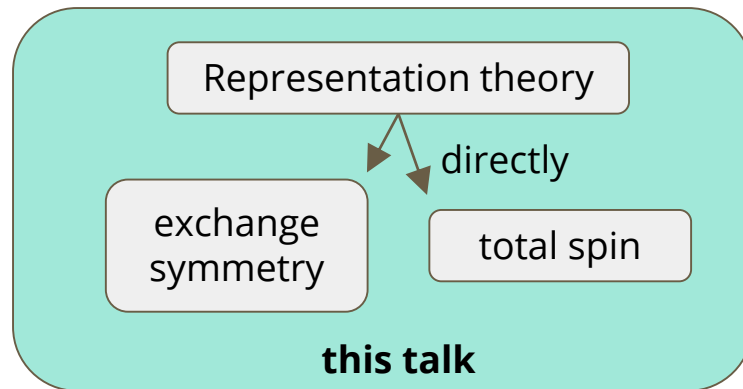 Representation theory
directly
exchange
symmetry
total spin
this talk